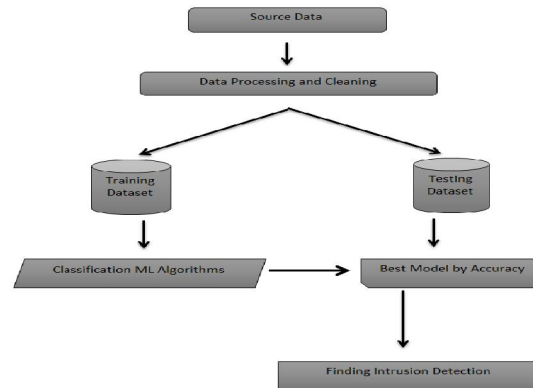 Source Data
Data Processing and Cleaning
Training
Dataset
Testing
Dataset
Classification ML Algorithms
Best Model by Accuracy
Finding Intrusion Detection